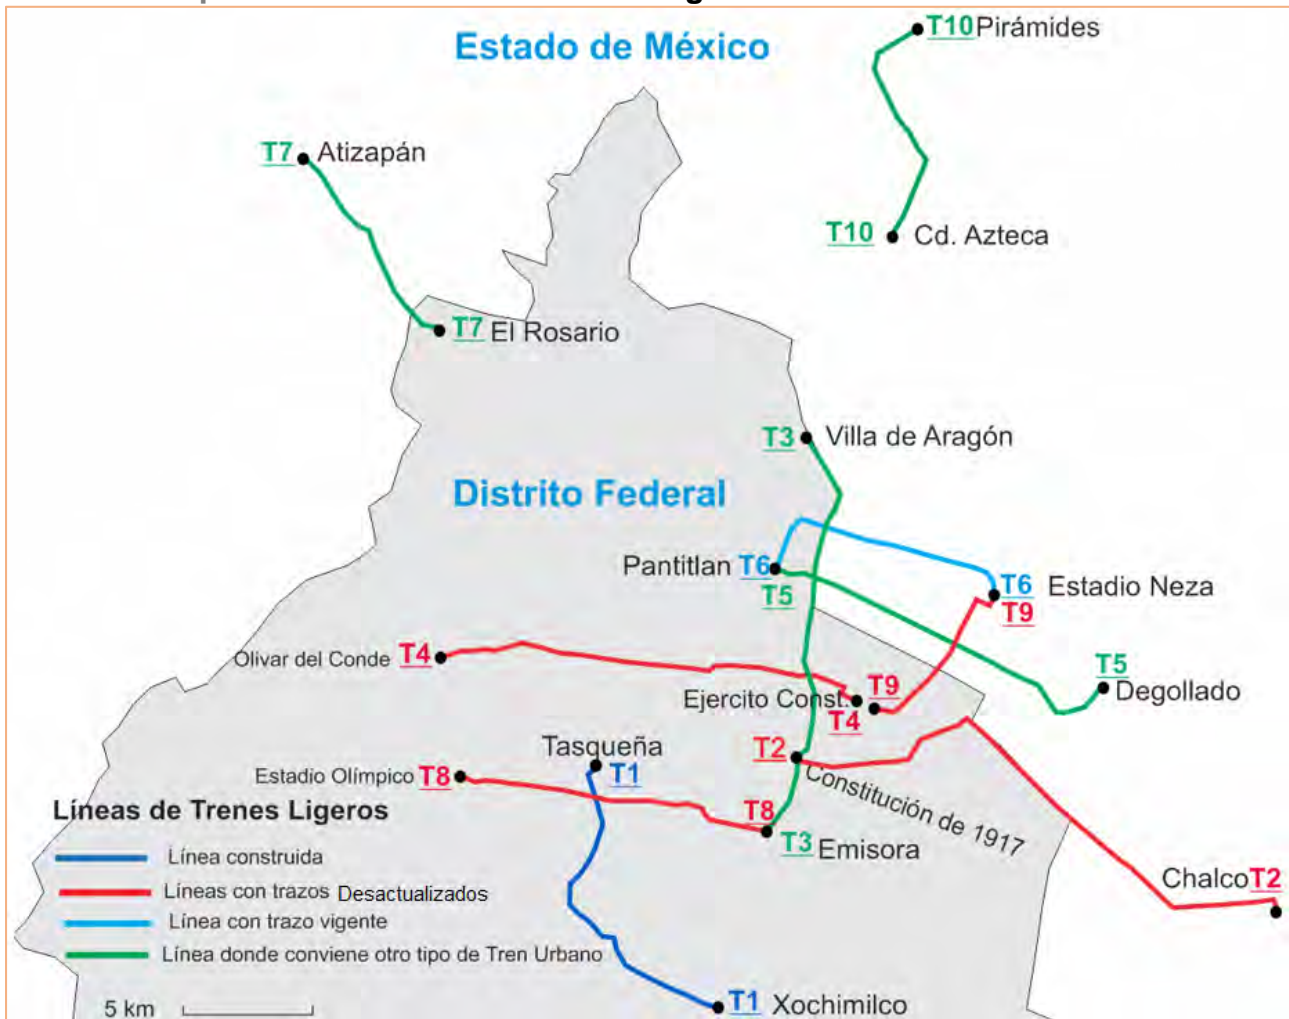 Estado de México
T10 Pirámides
T7 Atizapán
T10 Cd. Azteca
T7 El Rosario
T3 Villa de Aragón
Distrito Federal
Pantitlan T6
T5
T6 Estadio Neza
T9
Olivar del Conde T4
T5
Degollado
T9
Ejercito Const.
T4
Tasqueña
T1
T2
Constitución de 1917
Estadio Olímpico T8
T8
T3 Emisora
Chalco T2
Líneas de Trenes Ligeros
Línea construida
Líneas con trazos Desactualizados
Línea con trazo vigente
Línea donde conviene otro tipo de Tren Urbano
5 km
T1 Xochimilco